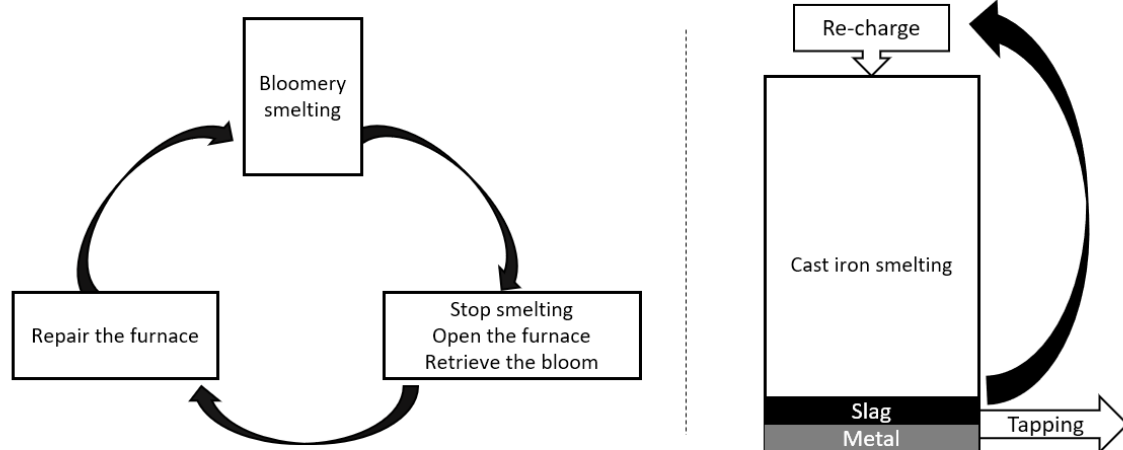 Bloomery
smelting
Stop smelting
Open the furnace
Retrieve the bloom
Repair the furnace
Re-charge
Cast iron smelting
Slag
Metal
Tapping